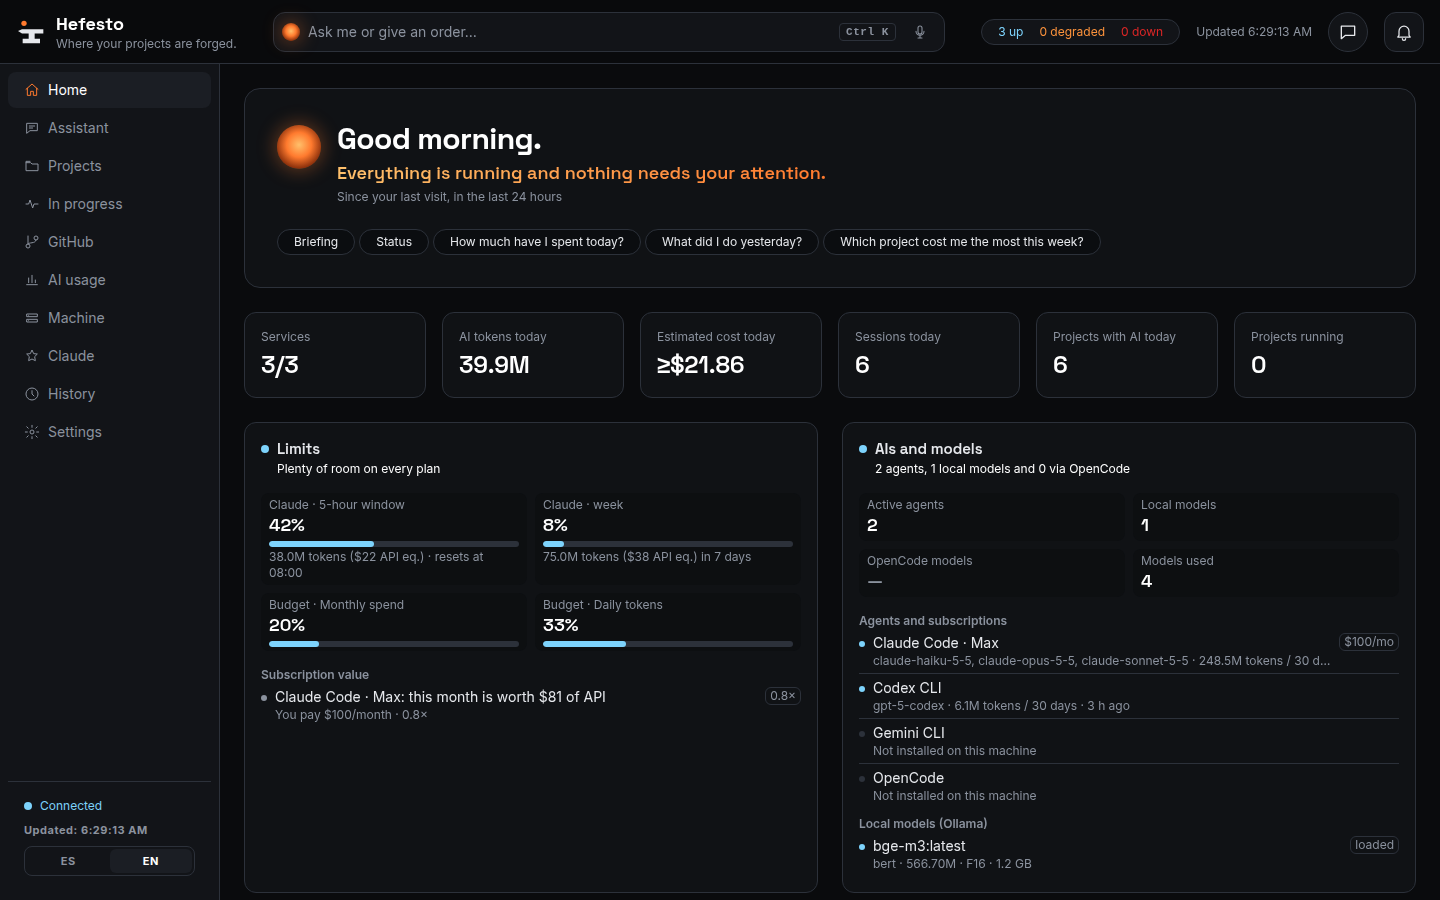 Hefesto
Where your projects are forged.
Ask me or give an order...
Ctrl K
3 up
0 degraded
0 down
Updated 6:29:13 AM
Home
Assistant
Projects
In progress
GitHub
AI usage
Machine
Claude
History
Settings
Connected
Updated: 6:29:13 AM
ES
EN
Good morning.
Everything is running and nothing needs your attention.
Since your last visit, in the last 24 hours
Briefing
Status
How much have I spent today?
What did I do yesterday?
Which project cost me the most this week?
Services
3/3
AI tokens today
39.9M
Estimated cost today
≥$21.86
Sessions today
6
Projects with AI today
6
Projects running
0
Limits
Plenty of room on every plan
Claude · 5-hour window
42%
38.0M tokens ($22 API eq.) · resets at
08:00
Claude · week
8%
75.0M tokens ($38 API eq.) in 7 days
Budget · Monthly spend
20%
Budget · Daily tokens
33%
Subscription value
Claude Code · Max: this month is worth $81 of API
0.8×
You pay $100/month · 0.8×
AIs and models
2 agents, 1 local models and 0 via OpenCode
Active agents
2
Local models
1
OpenCode models
—
Models used
4
Agents and subscriptions
Claude Code · Max
$100/mo
claude-haiku-5-5, claude-opus-5-5, claude-sonnet-5-5 · 248.5M tokens / 30 d...
Codex CLI
gpt-5-codex · 6.1M tokens / 30 days · 3 h ago
Gemini CLI
Not installed on this machine
OpenCode
Not installed on this machine
Local models (Ollama)
bge-m3:latest
loaded
bert · 566.70M · F16 · 1.2 GB